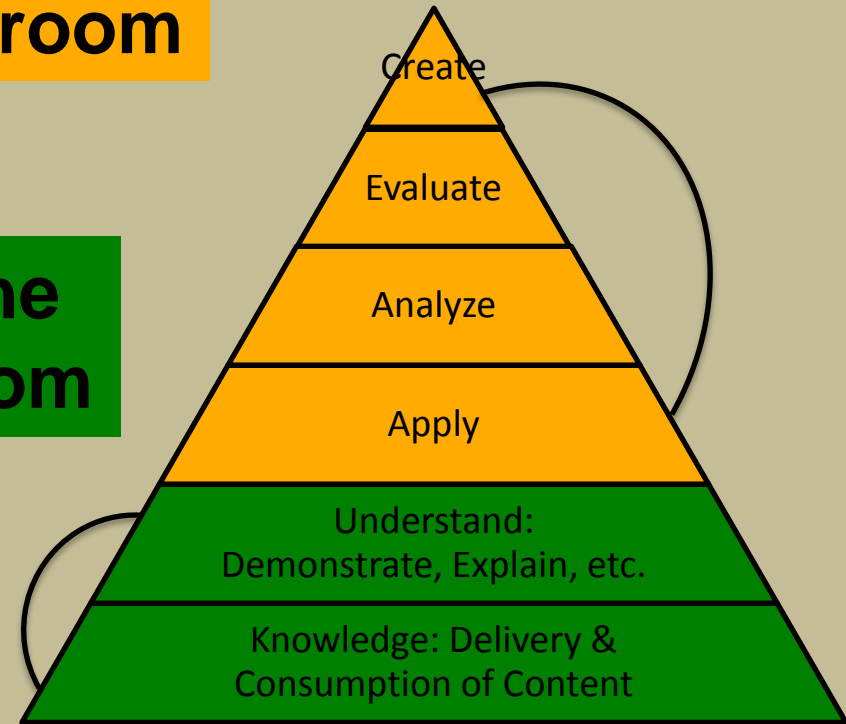 room
ne
om
Create
Evaluate
Analyze
Apply
Understand:
Demonstrate, Explain, etc.
Knowledge: Delivery &
Consumption of Content